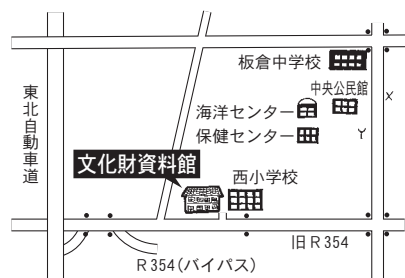 板倉中学校
中央公民館
海洋センター
保健センター
東北自動車道
文化財資料館
西小学校
旧R354
R354(バイパス)